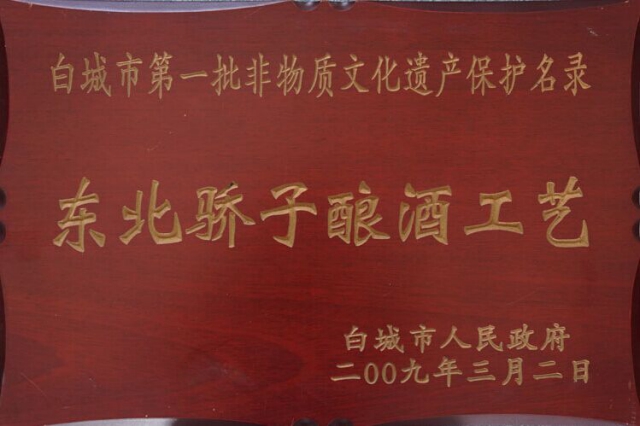 白城市第一批非物质文化遗产保护名录
东北骄子酿酒工艺
白城市人民政府
二00九年三月二日